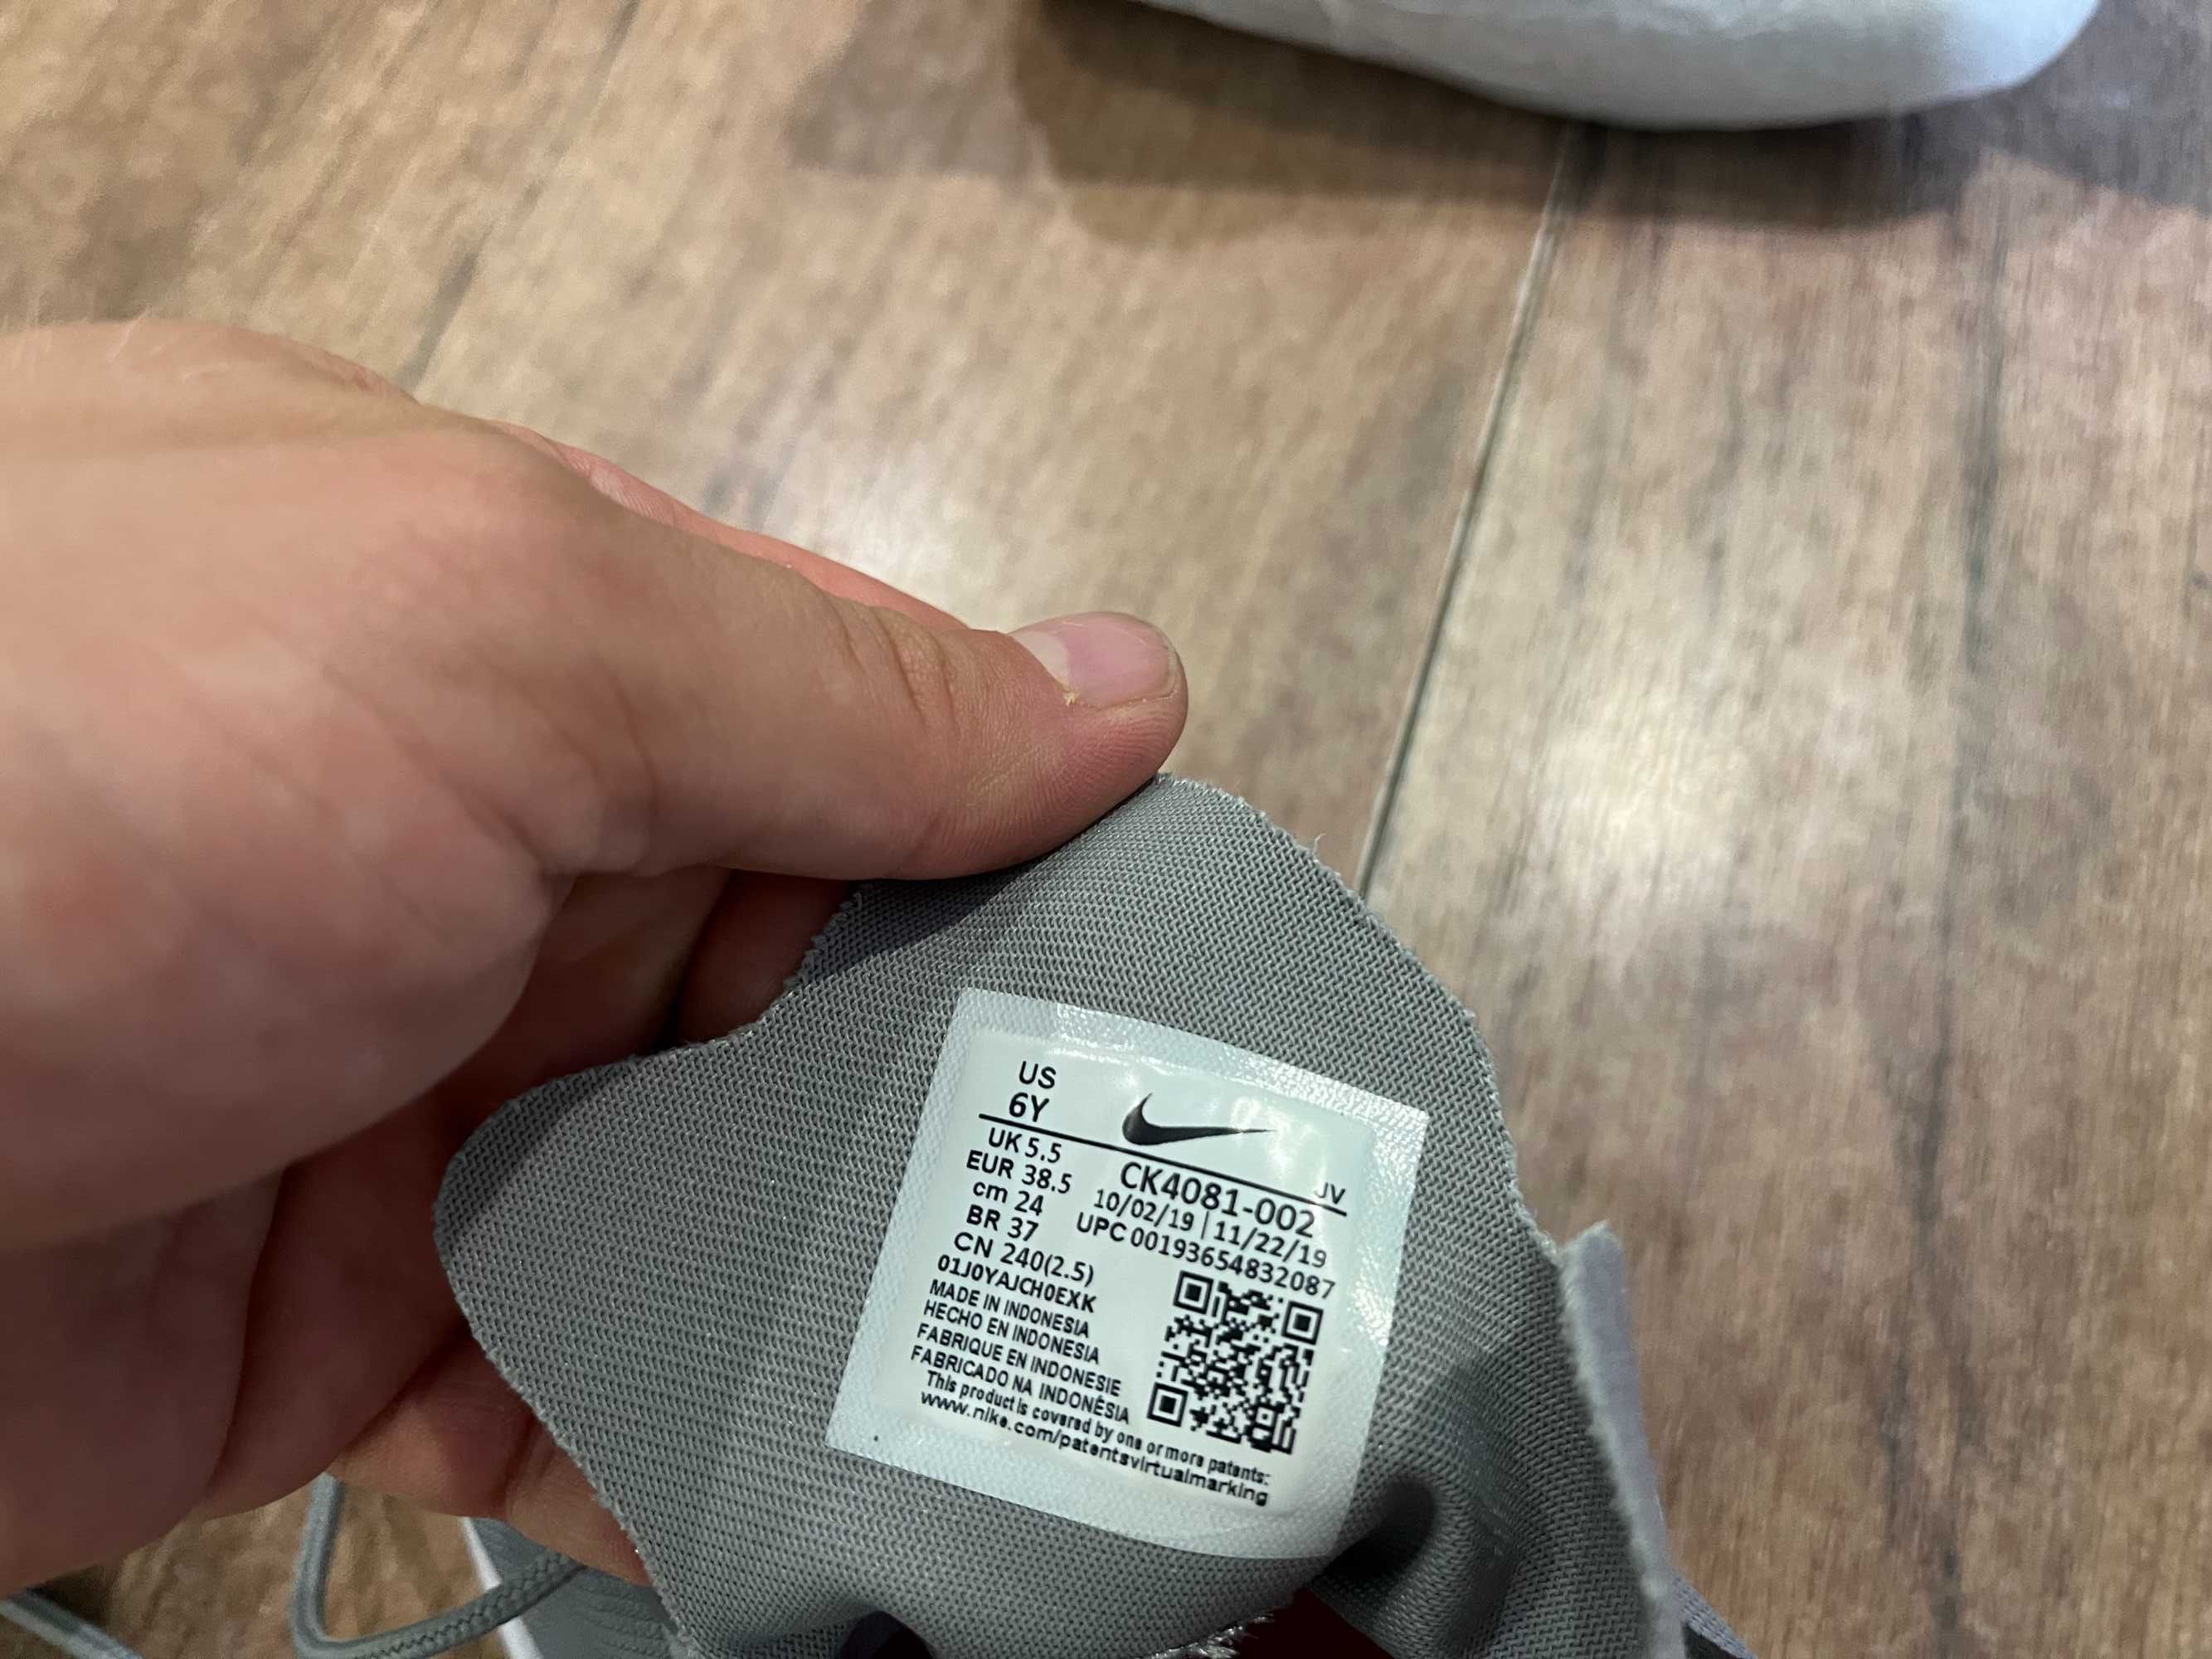 US
6Y
UK 5.5
EUR 38.5
cm 24
BR 37
CN 240(2.5)
JV
CK4081-002
10/02/19 | 11/22/19
UPC 00193654832087
01J0YAJCH0EXK
MADE IN INDONESIA
HECHO EN INDONESIA
FABRIQUE EN INDONESIE
FABRICADO NA INDONÉSIA
This product is covered by one or more patents:
www.nike.com/patentsvirtualmarking